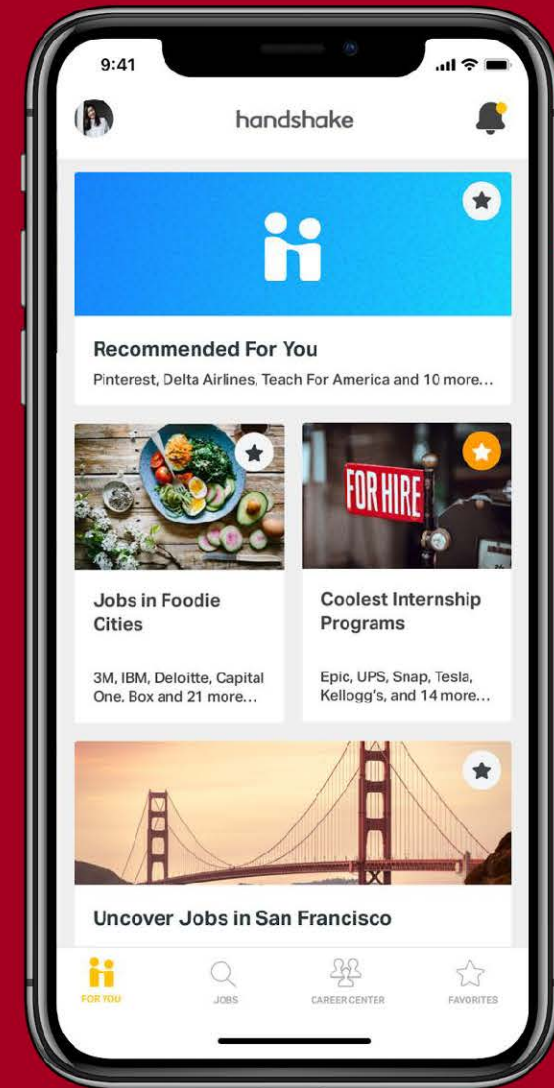 9:41
handshake
Recommended For You
Pinterest, Delta Airlines, Teach For America and 10 more...
FOR HIRE
Jobs in Foodie
Cities
3M, IBM, Deloitte, Capital
One, Box and 21 more...
Coolest Internship
Programs
Epic, UPS, Snap, Tesla,
Kellogg's, and 14 more...
Uncover Jobs in San Francisco
FOR YOU
JOBS
CAREER CENTER
FAVORITES